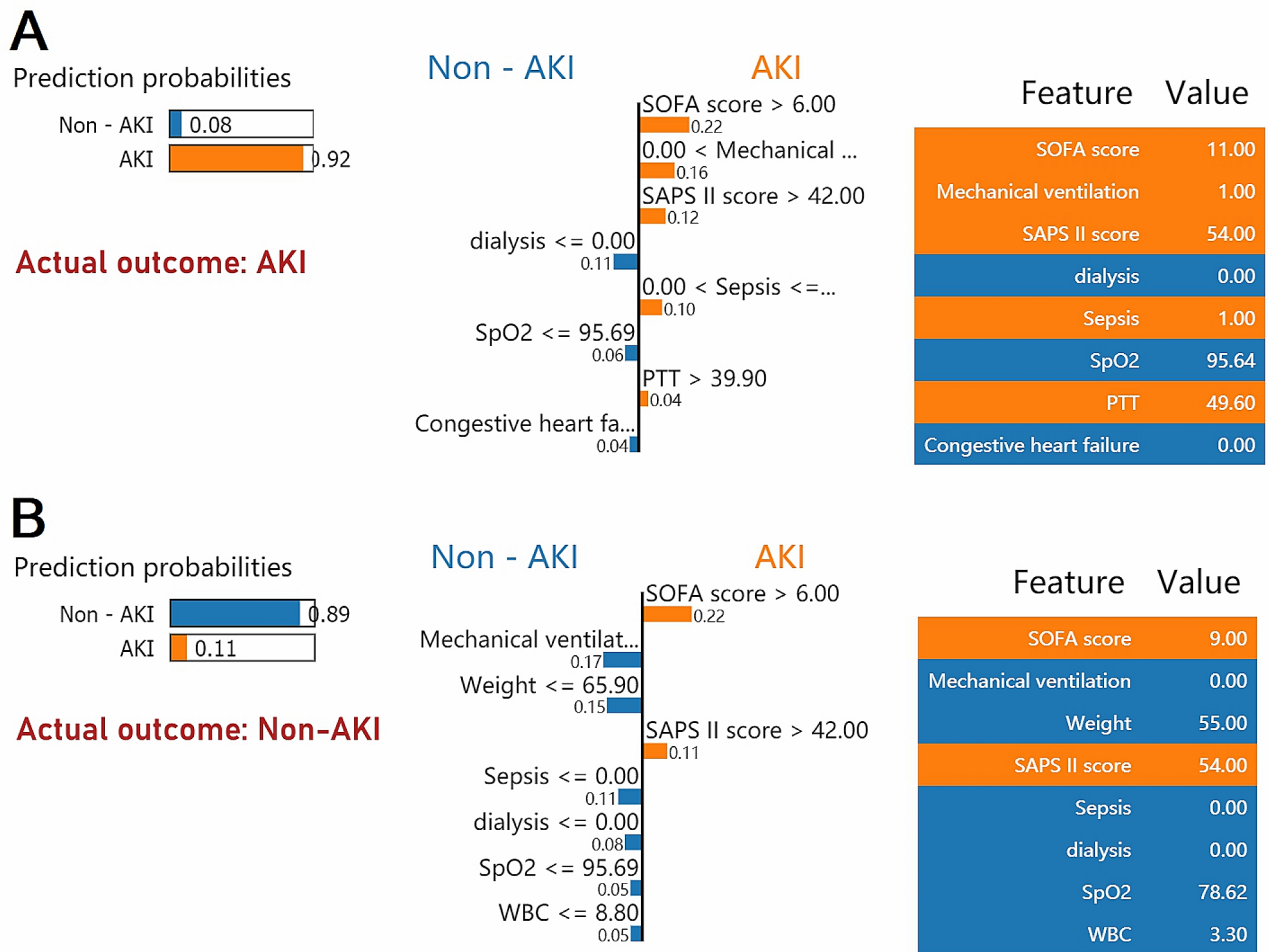 A
Prediction probabilities
Non - AKI 0.08
AKI 0.92
Actual outcome: AKI
Non - AKI AKI
SOFA score > 6.00
0.22
0.00 < Mechanical ...
0.16
SAPS II score > 42.00
0.12
dialysis <= 0.00
0.11
0.00 < Sepsis <=...
0.10
SpO2 <= 95.69
0.06
PTT > 39.90
0.04
Congestive heart fa...
0.04
Feature Value
SOFA score 11.00
Mechanical ventilation 1.00
SAPS II score 54.00
dialysis 0.00
Sepsis 1.00
SpO2 95.64
PTT 49.60
Congestive heart failure 0.00
B
Prediction probabilities
Non - AKI 0.89
AKI 0.11
Actual outcome: Non-AKI
Non - AKI AKI
SOFA score > 6.00
0.22
Mechanical ventilat...
0.17
Weight <= 65.90
0.15
SAPS II score > 42.00
0.11
Sepsis <= 0.00
0.11
dialysis <= 0.00
0.08
SpO2 <= 95.69
0.05
WBC <= 8.80
0.05
Feature Value
SOFA score 9.00
Mechanical ventilation 0.00
Weight 55.00
SAPS II score 54.00
Sepsis 0.00
dialysis 0.00
SpO2 78.62
WBC 3.30